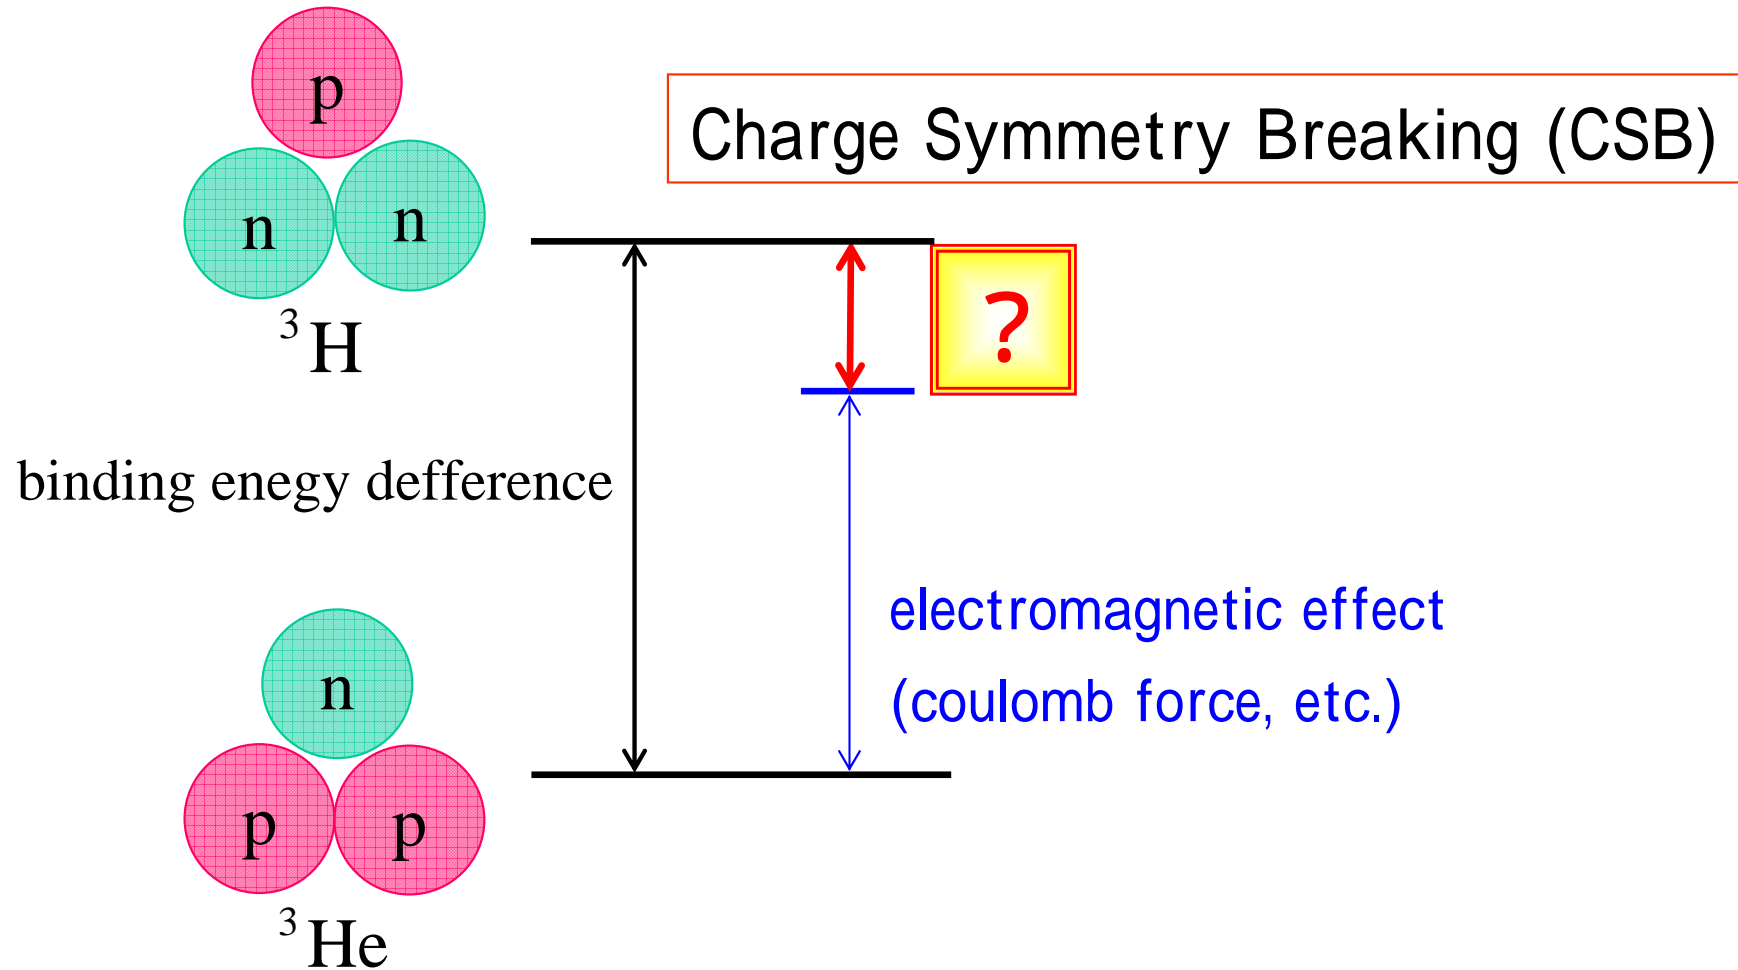 p
Charge Symmetry Breaking (CSB)
n n
³H
?
binding enegy defference
electromagnetic effect
(coulomb force, etc.)
n
p p
³He